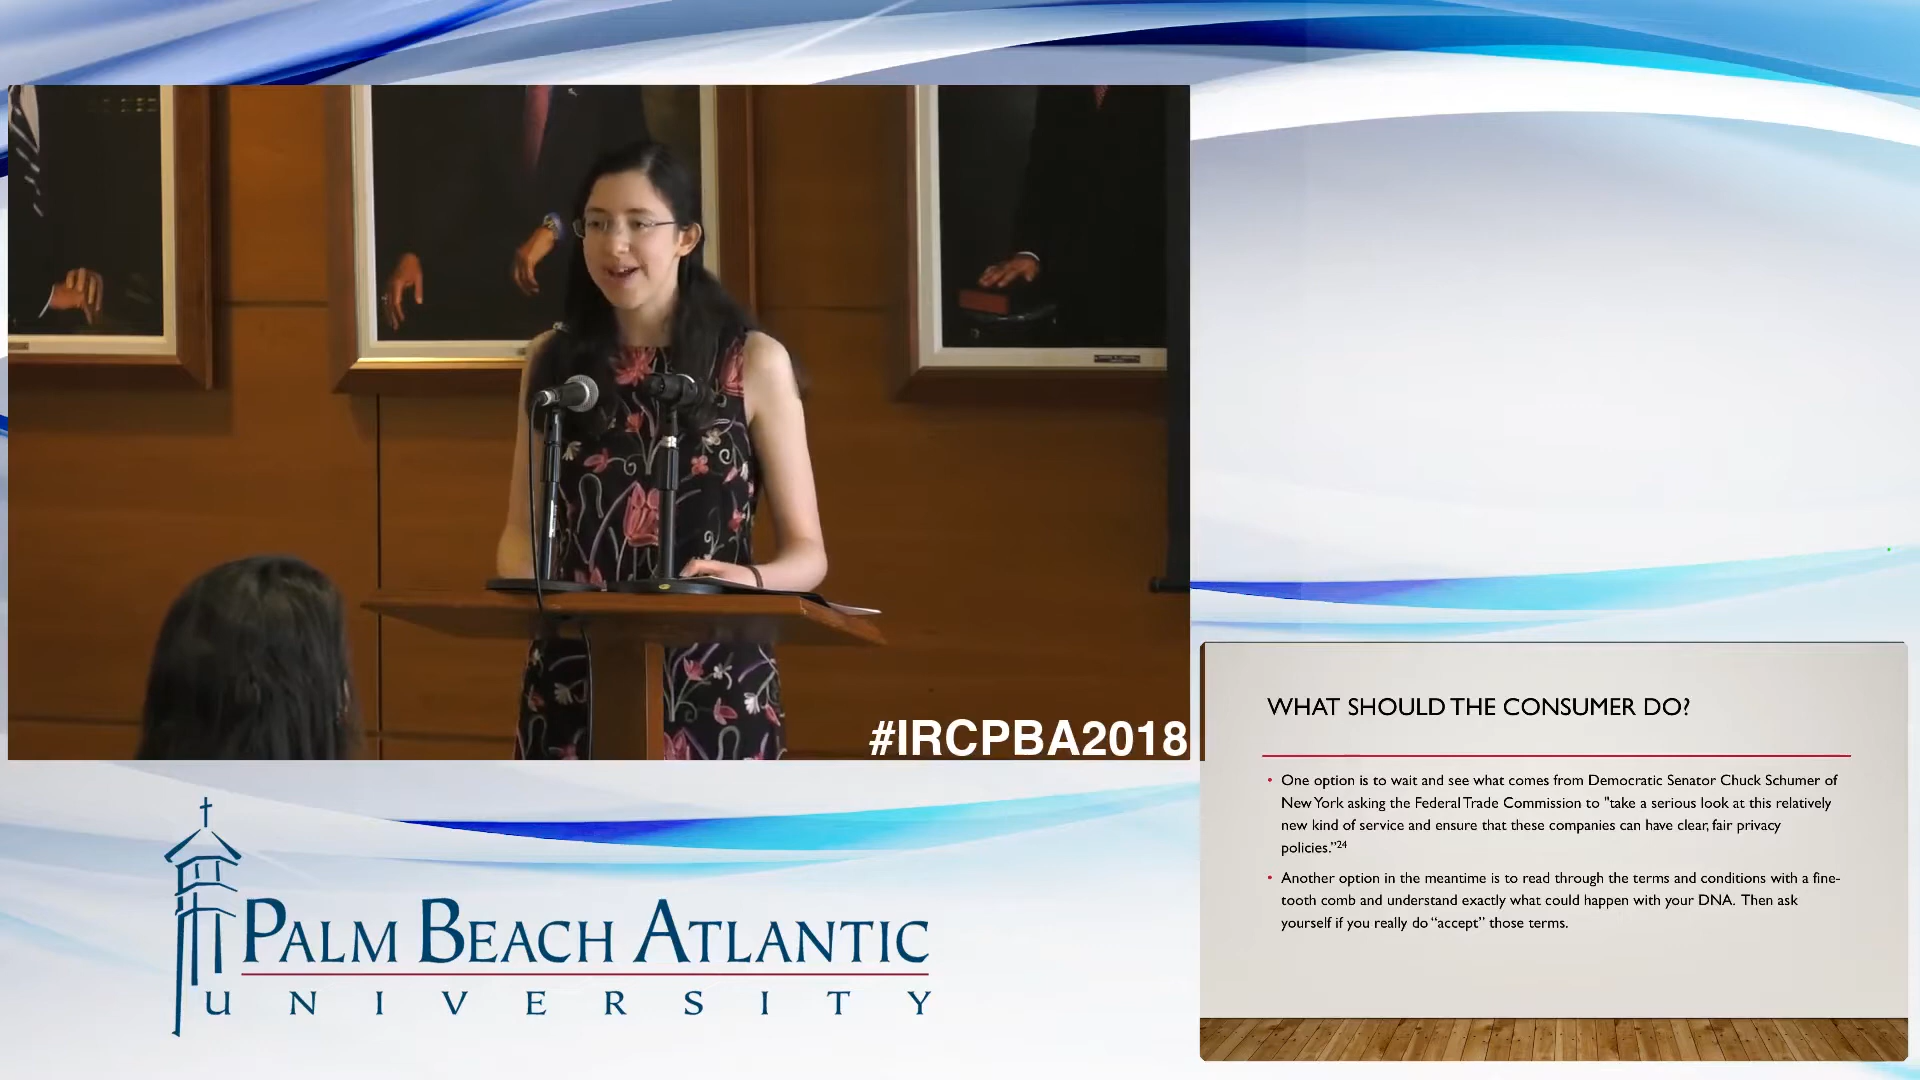 #IRCPBA2018
PALM BEACH ATLANTIC
UNIVERSITY
WHAT SHOULD THE CONSUMER DO?
• One option is to wait and see what comes from Democratic Senator Chuck Schumer of
New York asking the Federal Trade Commission to "take a serious look at this relatively
new kind of service and ensure that these companies can have clear, fair privacy
policies.”²⁴
• Another option in the meantime is to read through the terms and conditions with a fine-
tooth comb and understand exactly what could happen with your DNA. Then ask
yourself if you really do “accept” those terms.